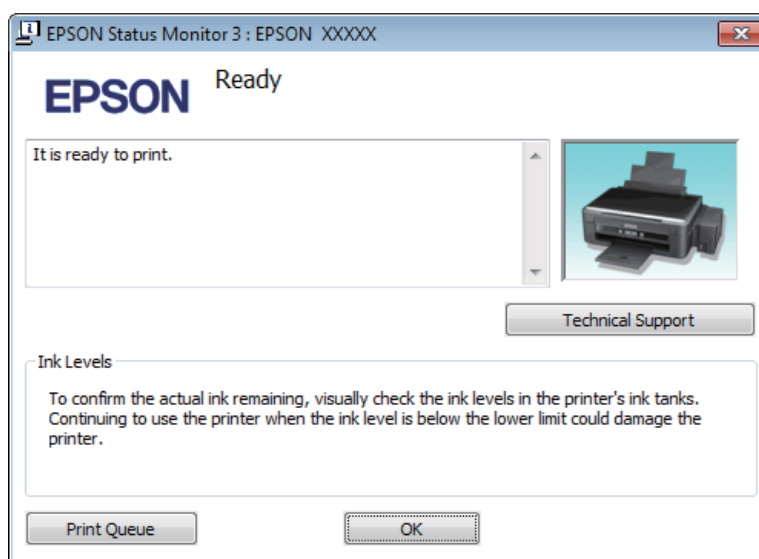 EPSON Status Monitor 3 : EPSON XXXXX
EPSON
Ready
It is ready to print.
Technical Support
Ink Levels
To confirm the actual ink remaining, visually check the ink levels in the printer's ink tanks.
Continuing to use the printer when the ink level is below the lower limit could damage the
printer.
Print Queue
OK